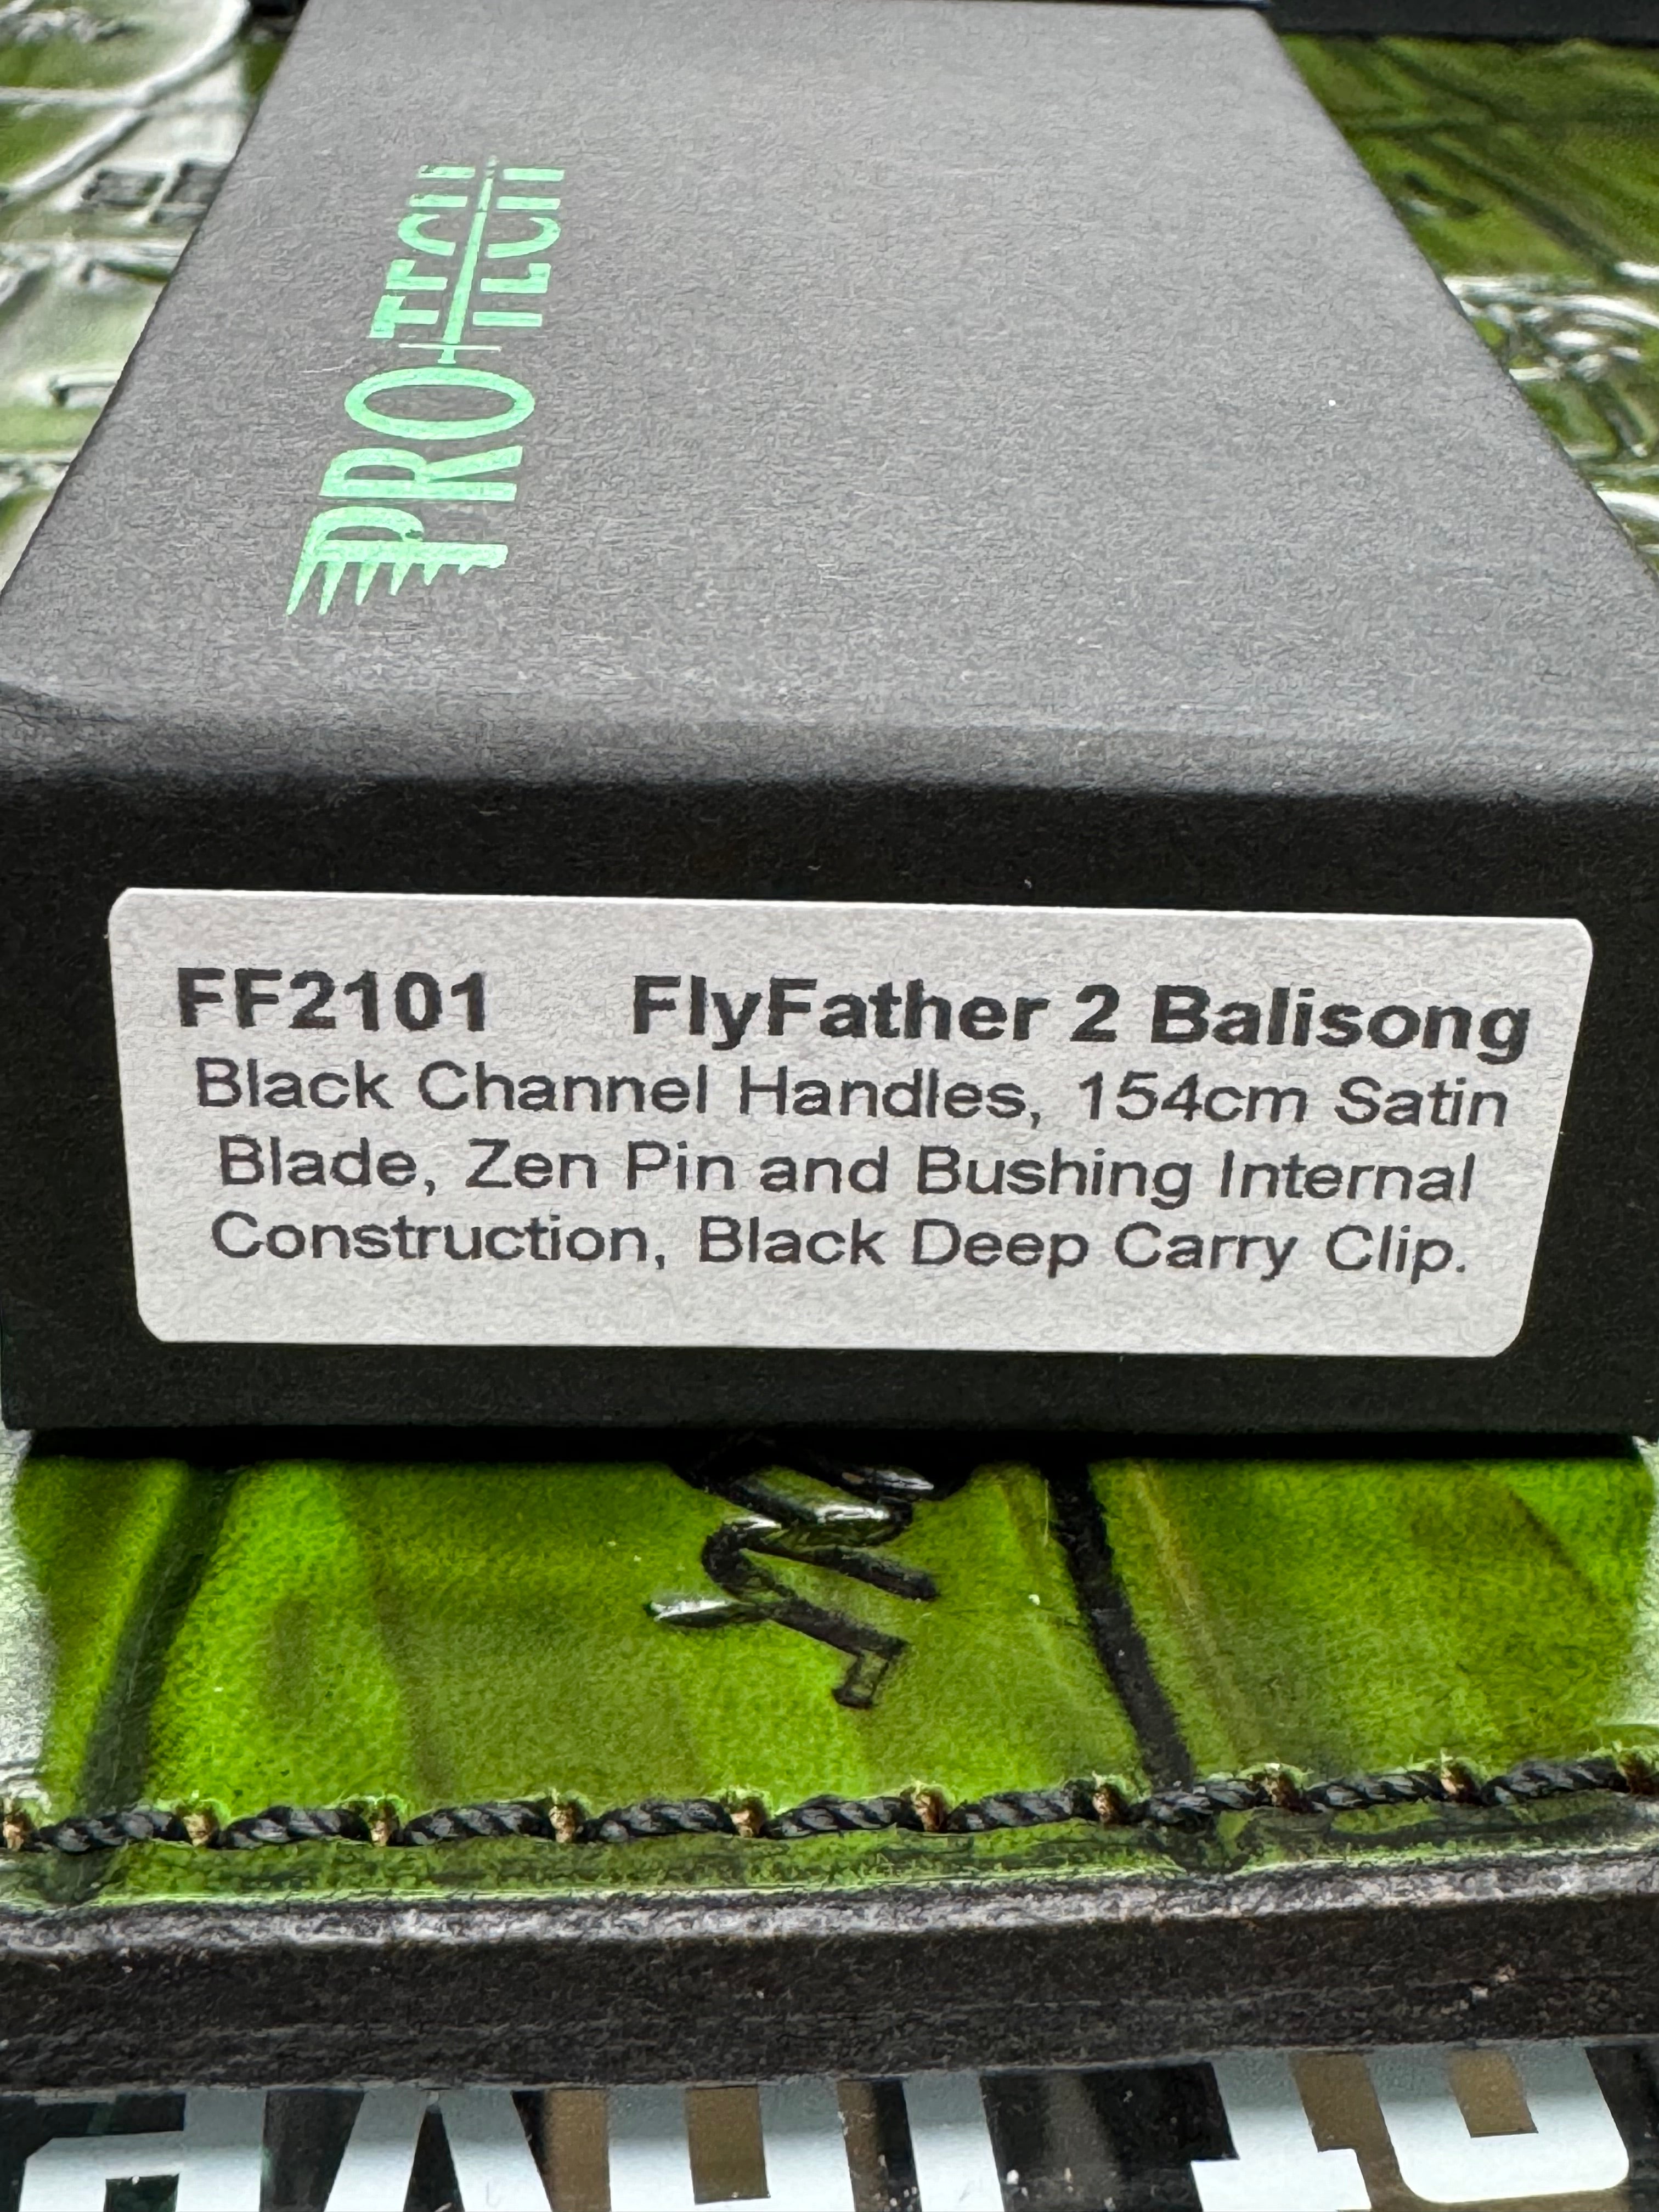 PRO-TECH
FF2101 FlyFather 2 Balisong
Black Channel Handles, 154cm Satin
Blade, Zen Pin and Bushing Internal
Construction, Black Deep Carry Clip.